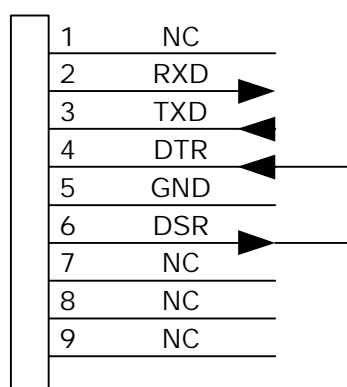 1 NC
2 RXD
3 TXD
4 DTR
5 GND
6 DSR
7 NC
8 NC
9 NC